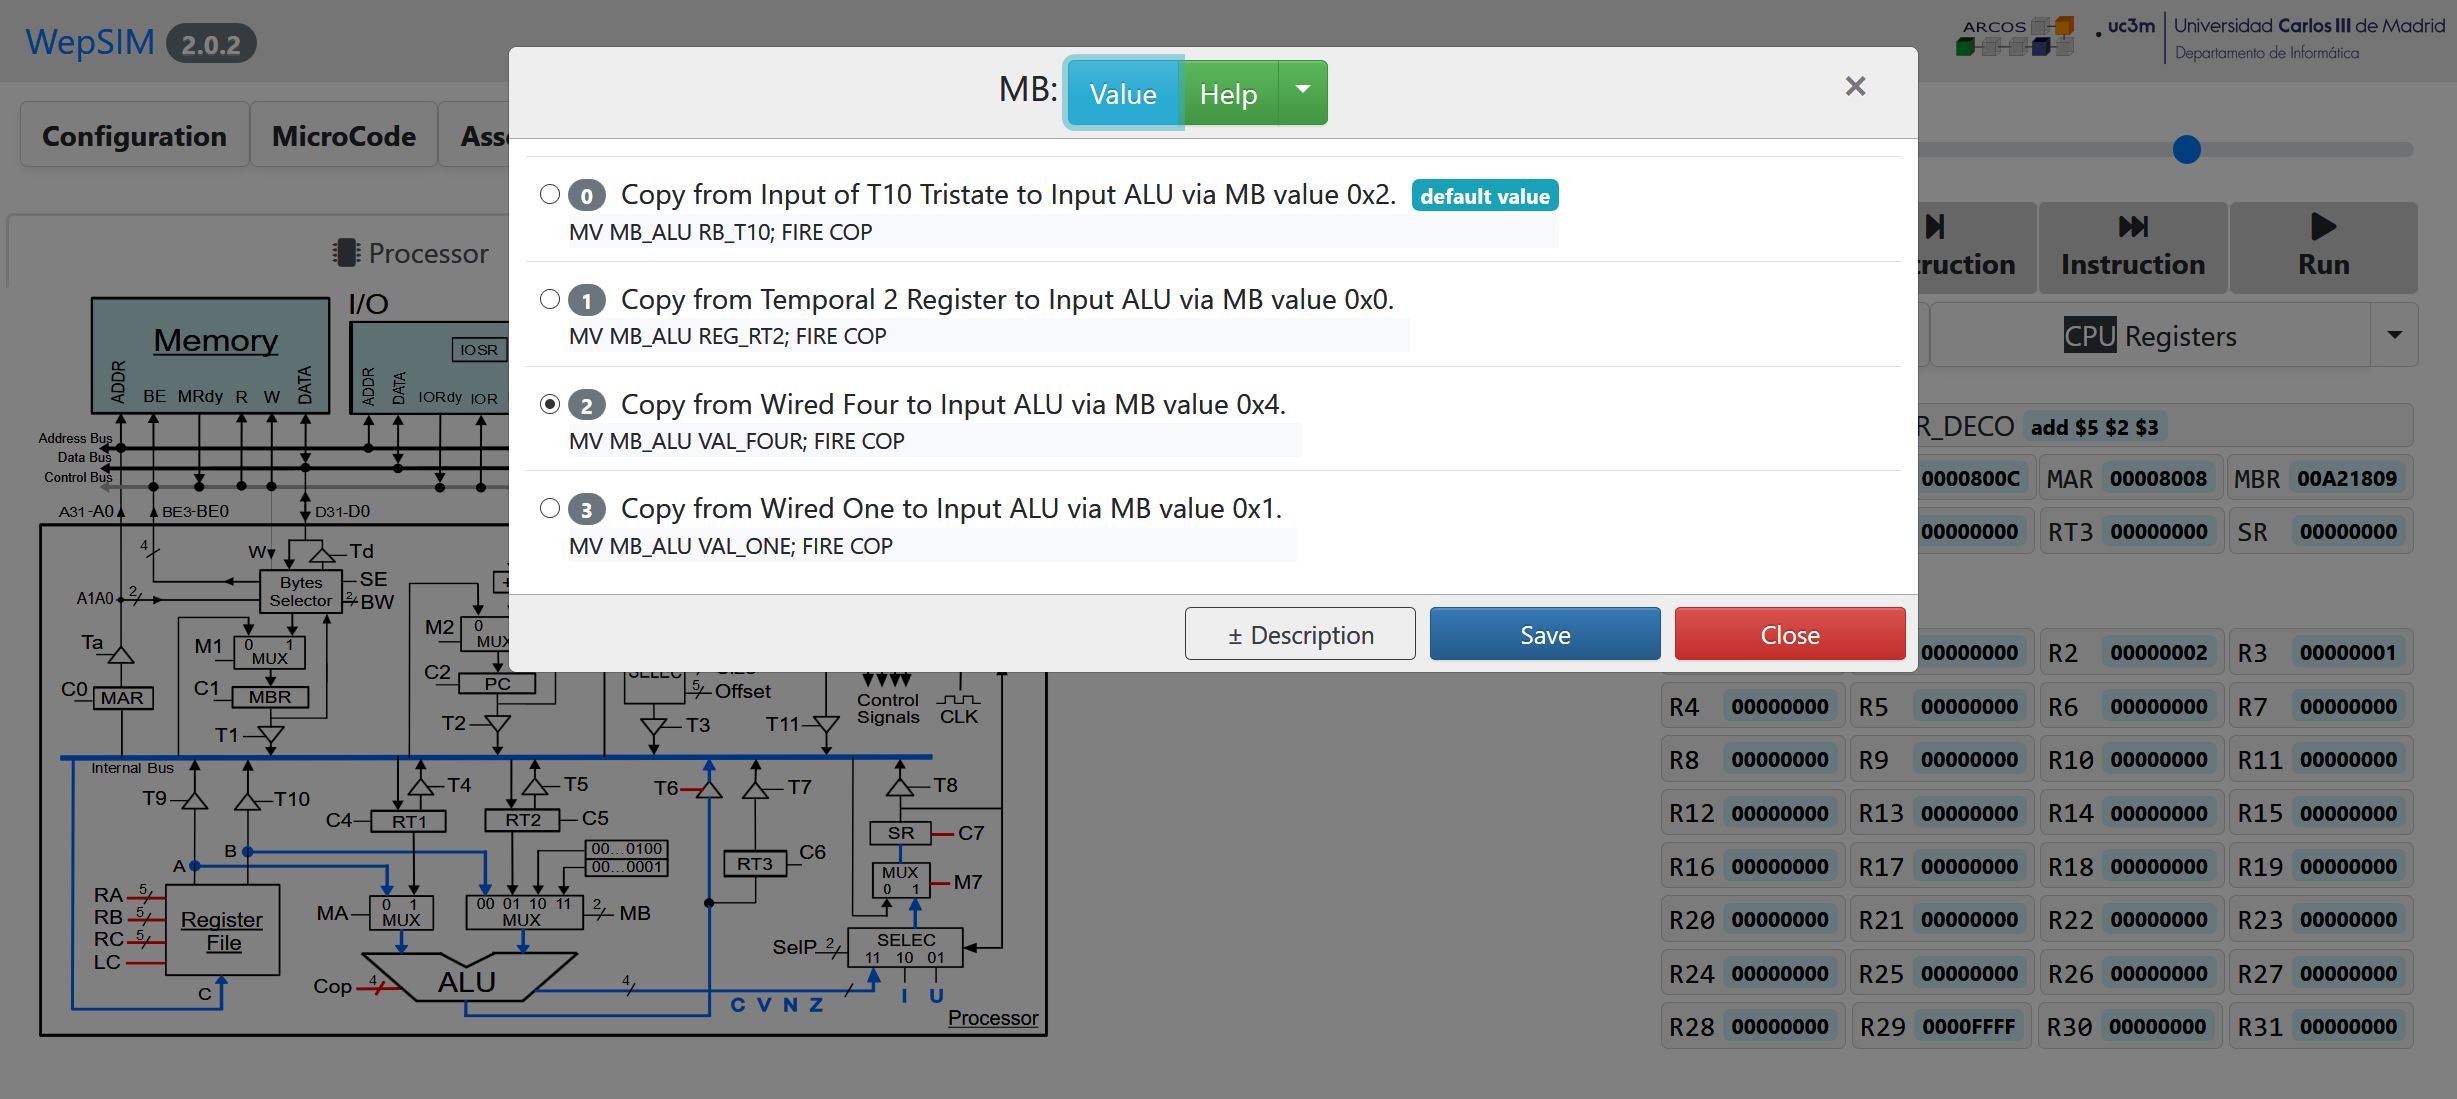 WepSIM 2.0.2
ARCOS
uc3m Universidad Carlos III de Madrid
Departamento de Informática
MB: Value Help
×
Configuration MicroCode
0 Copy from Input of T10 Tristate to Input ALU via MB value 0x2. default value
MV MB_ALU RB_T10; FIRE COP
1 Copy from Temporal 2 Register to Input ALU via MB value 0x0.
MV MB_ALU REG_RT2; FIRE COP
2 Copy from Wired Four to Input ALU via MB value 0x4.
MV MB_ALU VAL_FOUR; FIRE COP
3 Copy from Wired One to Input ALU via MB value 0x1.
MV MB_ALU VAL_ONE; FIRE COP
± Description Save Close
Processor
I/O
Memory
IOSR
ADDR BE MRdy R W DATA
ADDR DATA IORdy IOR
Address Bus
Data Bus
Control Bus
A31-A0 BE3-BE0 D31-D0
4 W Td
Bytes Selector SE
2 BW
A1A0 2
Ta M1 0 1 MUX
M2 0
C0 MAR C1 MBR C2 PC
T1 T2 T3 T11
5 Offset
Control Signals CLK
Internal Bus
T9 T10 T4 T5 T6 T7 T8
C4 RT1 RT2 C5
SR C7
A B
00...0100
00...0001
RT3 C6
MUX 0 1 M7
RA 5
RB 5
RC 5
LC
Register File
C
MA 0 1 MUX
00 01 10 11 MUX 2 MB
SelP 2 SELEC 11 10 01
Cop 4 ALU 4
C V N Z I U
Processor
Instruction Run
CPU Registers
add $5 $2 $3
0000800C MAR 00008008 MBR 00A21809
00000000 RT3 00000000 SR 00000000
00000000 R2 00000002 R3 00000001
R4 00000000 R5 00000000 R6 00000000 R7 00000000
R8 00000000 R9 00000000 R10 00000000 R11 00000000
R12 00000000 R13 00000000 R14 00000000 R15 00000000
R16 00000000 R17 00000000 R18 00000000 R19 00000000
R20 00000000 R21 00000000 R22 00000000 R23 00000000
R24 00000000 R25 00000000 R26 00000000 R27 00000000
R28 00000000 R29 0000FFFF R30 00000000 R31 00000000